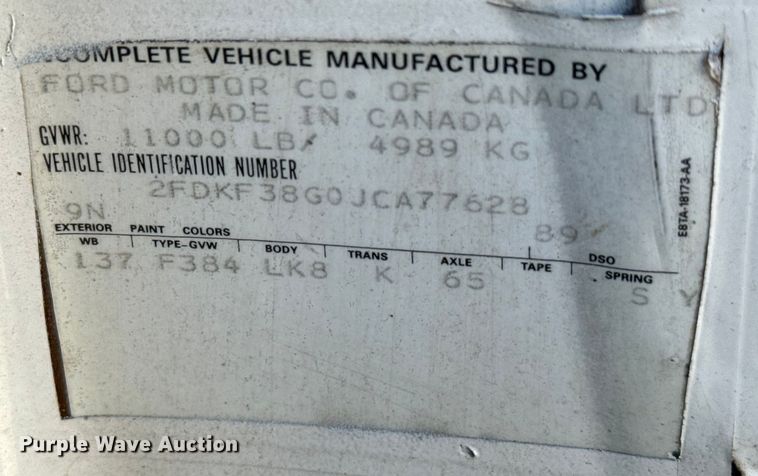 COMPLETE VEHICLE MANUFACTURED BY
FORD MOTOR CO. OF CANADA LTD
MADE IN CANADA
GVWR: 11000 LB/ 4989 KG
VEHICLE IDENTIFICATION NUMBER
2FDKF38G0JCA77628
9N 89
EXTERIOR PAINT COLORS DSO
WB TYPE-GVW BODY TRANS AXLE TAPE SPRING
137 F384 LK8 K 65 S Y
E8TA-18173-AA
Purple Wave Auction